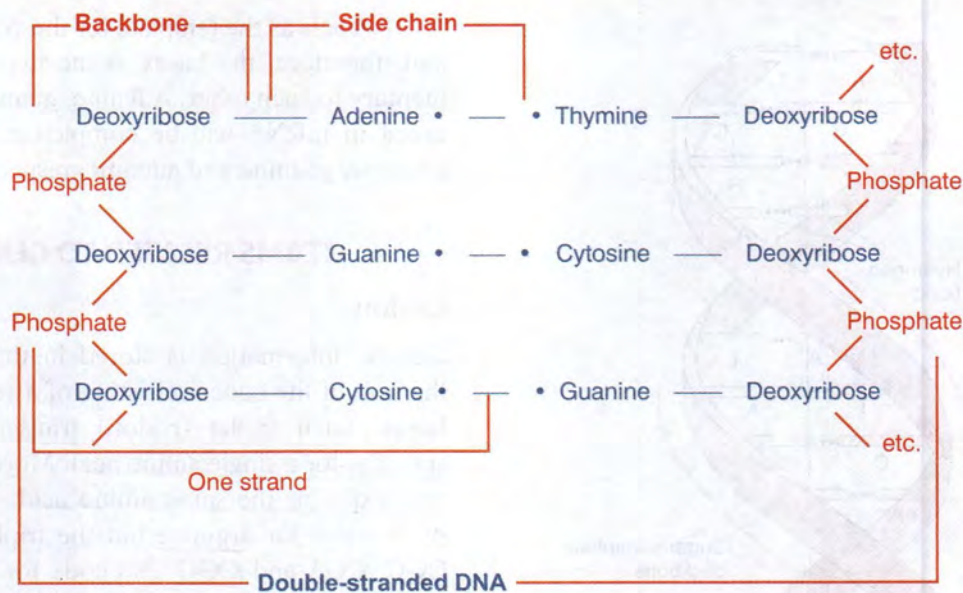 Backbone Side chain
etc.
Deoxyribose Adenine Thymine Deoxyribose
Phosphate Phosphate
Deoxyribose Guanine Cytosine Deoxyribose
Phosphate Phosphate
Deoxyribose Cytosine Guanine Deoxyribose
etc.
One strand
Double-stranded DNA